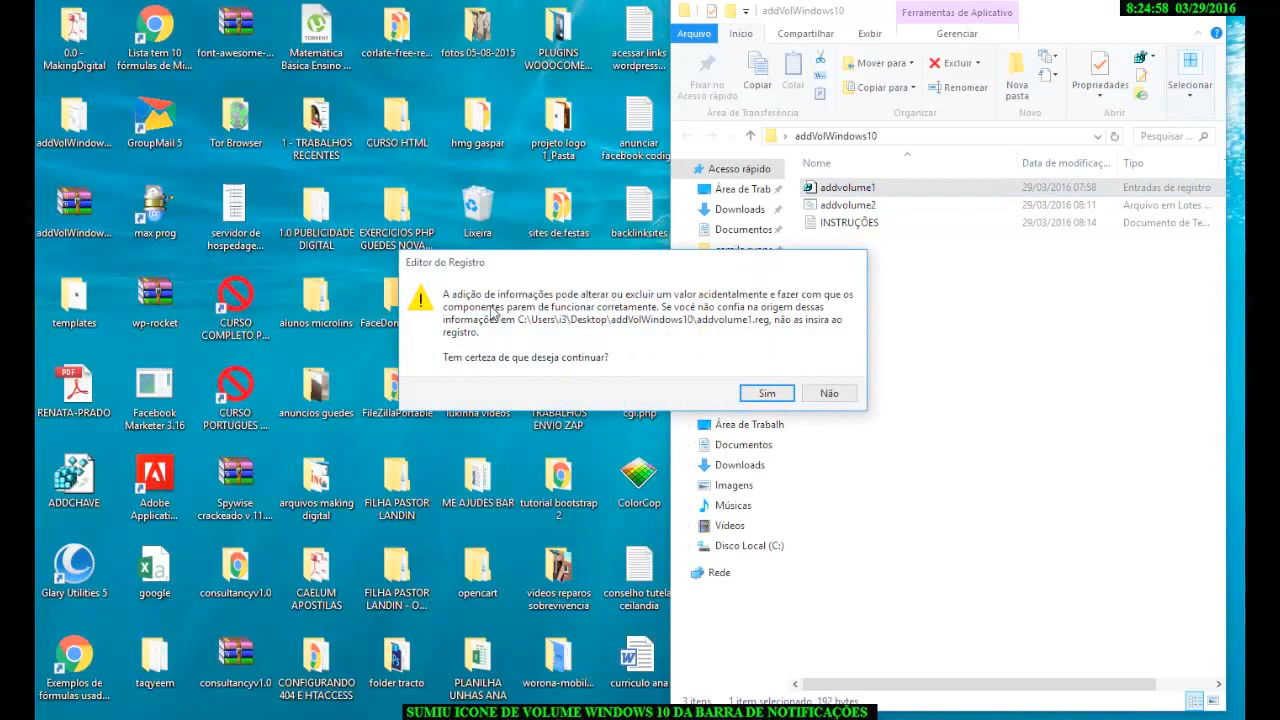 8:24:58 03/29/2016
0.0 -
MakingDigital
Lista tem 10
fórmulas de Mi...
font-awesome-...
Matemática
Básica Ensino ...
corlate-free-re...
fotos 05-08-2015
PLUGINS
WOOOCOME...
acessar links
wordpress...
addVolWindow...
GroupMail 5
Tor Browser
1 - TRABALHOS
RECENTES
CURSO HTML
hmg gaspar
projeto logo
1_Pasta
anunciar
facebook codig
addVolWindow...
max prog
servidor de
hospedage...
1.0 PUBLICIDADE
DIGITAL
EXERCICIOS PHP
GUEDES NOVA...
Lixeira
sites de festas
backlinksites
templates
wp-rocket
CURSO
COMPLETO P...
alunos microlins
FaceDon
RENATA-PRADO
Facebook
Marketer 3.16
CURSO
PORTUGUES ...
anuncios guedes
FileZillaPortable
lukinha videos
TRABALHOS
ENVIO ZAP
cgi.php
ADDCHAVE
Adobe
Applicati...
Spywise
crackeado v 11....
arquivos making
digital
FILHA PASTOR
LANDIN
ME AJUDES BAR
tutorial bootstrap
2
ColorCop
Glary Utilities 5
google
consultancyv1.0
CAELUM
APOSTILAS
FILHA PASTOR
LANDIN - O...
opencart
videos reparos
sobrevivencia
conselho tutela
ceilandia
Exemplos de
fórmulas usad...
taqyeem
consultancyv1.0
CONFIGURANDO
404 E HTACCESS
folder tracto
PLANILHA
UNHAS ANA
worona-mobil...
curriculo ana
addVolWindows10
Ferramentas de Aplicativo
Arquivo Início Compartilhar Exibir Gerenciar
Fixar no
Acesso rápido
Copiar
Colar
Área de Transferência
Mover para
Copiar para
Excluir
Renomear
Organizar
Nova
pasta
Novo
Propriedades
Abrir
Selecionar
addVolWindows10
Pesquisar ...
Nome Data de modificaç... Tipo
addvolume1 29/03/2016 07:58 Entradas de registro
addvolume2 29/03/2016 08:11 Arquivo em Lotes ...
INSTRUÇÕES 29/03/2016 08:14 Documento de Te...
Acesso rápido
Área de Trab
Downloads
Documentos
Editor do Registro
A adição de informações pode alterar ou excluir um valor acidentalmente e fazer com que os
componentes parem de funcionar corretamente. Se você não confia na origem dessas
informações em C:\Users\i3\Desktop\addVolWindows10\addvolume1.reg, não as insira ao
registro.
Tem certeza de que deseja continuar?
Sim Não
Área de Trabalh
Documentos
Downloads
Imagens
Músicas
Vídeos
Disco Local (C:)
Rede
3 itens 1 item selecionado 192 bytes
SUMIU ICONE DE VOLUME WINDOWS 10 DA BARRA DE NOTIFICAÇÕES